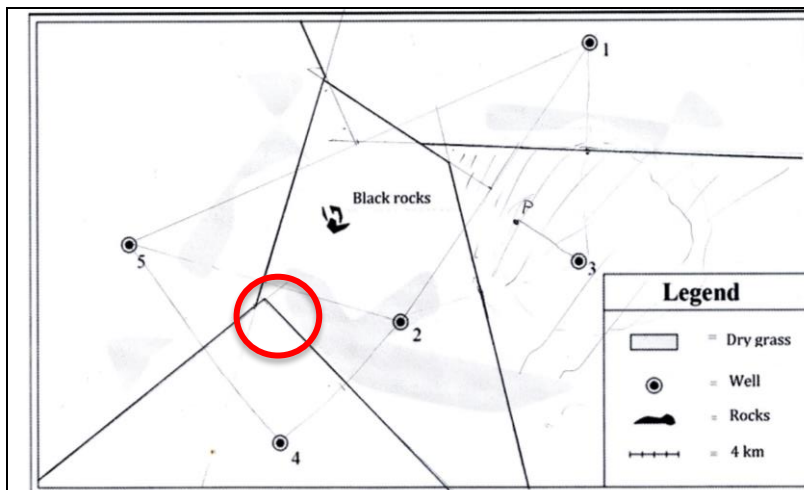 1
Black rocks
P
5
3
2
4
Legend
= Dry grass
= Well
= Rocks
= 4 km